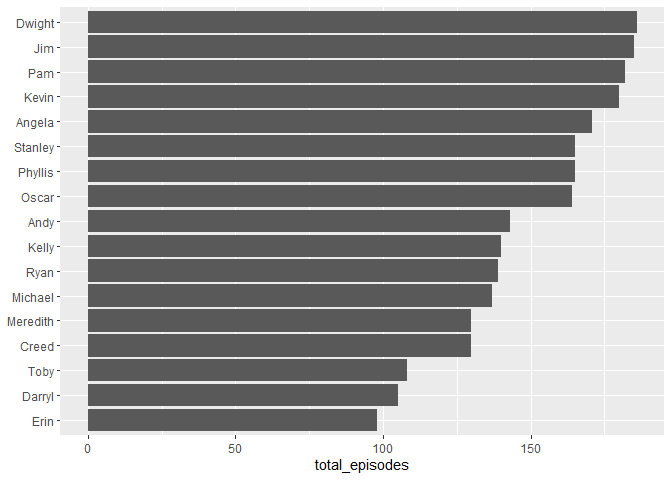 Dwight
Jim
Pam
Kevin
Angela
Stanley
Phyllis
Oscar
Andy
Kelly
Ryan
Michael
Meredith
Creed
Toby
Darryl
Erin
0 50 100 150
total_episodes